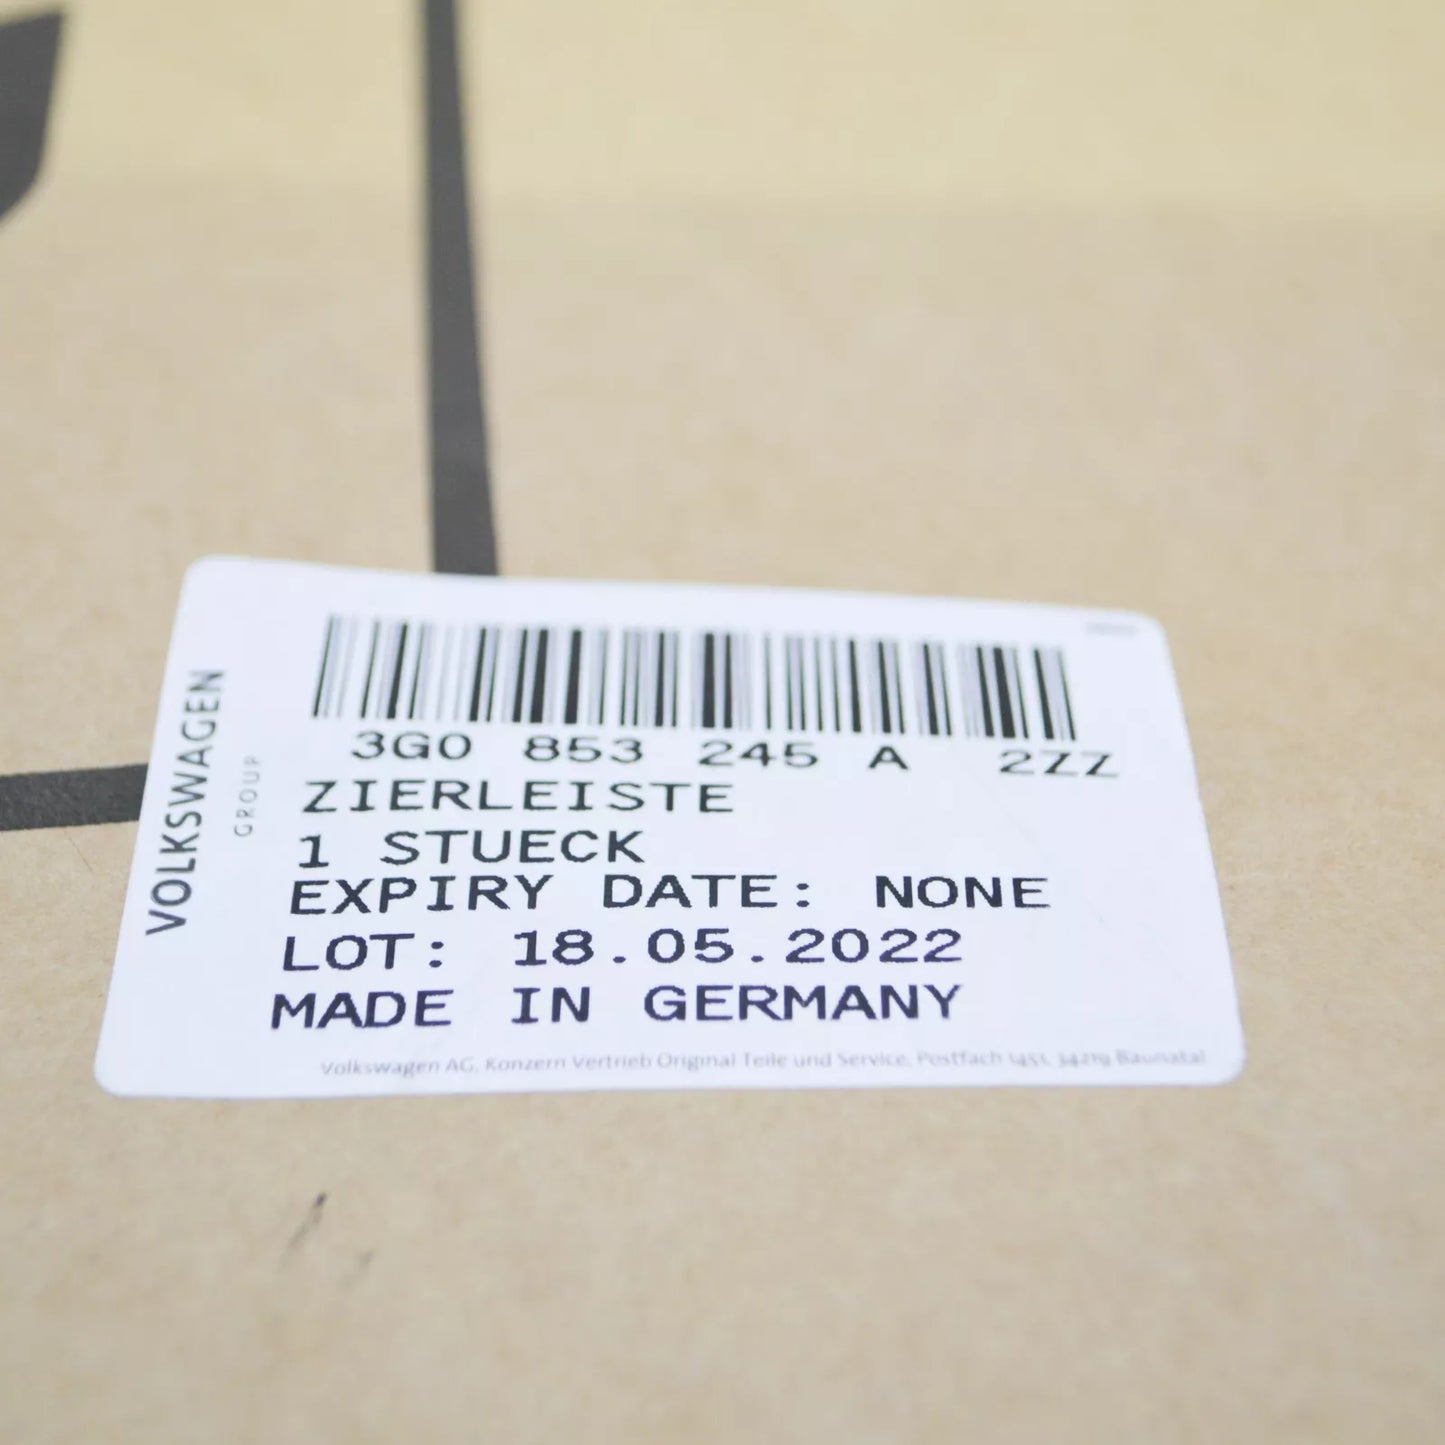 VOLKSWAGEN
GROUP
3G0 853 245 A 2ZZ
ZIERLEISTE
1 STUECK
EXPIRY DATE: NONE
LOT: 18.05.2022
MADE IN GERMANY
Volkswagen AG, Konzern Vertrieb Original Teile und Service, Postfach 1451, 34219 Baunatal